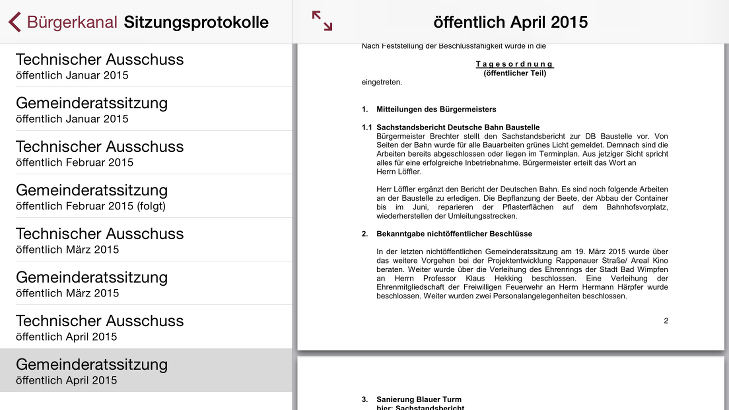 Bürgerkanal Sitzungsprotokolle
Technischer Ausschuss
öffentlich Januar 2015
Gemeinderatssitzung
öffentlich Januar 2015
Technischer Ausschuss
öffentlich Februar 2015
Gemeinderatssitzung
öffentlich Februar 2015 (folgt)
Technischer Ausschuss
öffentlich März 2015
Gemeinderatssitzung
öffentlich März 2015
Technischer Ausschuss
öffentlich April 2015
Gemeinderatssitzung
öffentlich April 2015
öffentlich April 2015
Nach Feststellung der Beschlussfähigkeit wurde in die
Tagesordnung
(öffentlicher Teil)
eingetreten.
1. Mitteilungen des Bürgermeisters
1.1 Sachstandsbericht Deutsche Bahn Baustelle
Bürgermeister Brechter stellt den Sachstandsbericht zur DB Baustelle vor. Von
Seiten der Bahn wurde für alle Bauarbeiten grünes Licht gemeldet. Demnach sind die
Arbeiten bereits abgeschlossen oder liegen im Terminplan. Aus jetziger Sicht spricht
alles für eine erfolgreiche Inbetriebnahme. Bürgermeister erteilt das Wort an
Herrn Löffler.
Herr Löffler ergänzt den Bericht der Deutschen Bahn. Es sind noch folgende Arbeiten
an der Baustelle zu erledigen. Die Bepflanzung der Beete, der Abbau der Container
bis im Juni, reparieren der Pflasterflächen auf dem Bahnhofsvorplatz,
wiederherstellen der Umleitungsstrecken.
2. Bekanntgabe nichtöffentlicher Beschlüsse
In der letzten nichtöffentlichen Gemeinderatssitzung am 19. März 2015 wurde über
das weitere Vorgehen bei der Projektentwicklung Rappenauer Straße/ Areal Kino
beraten. Weiter wurde über die Verleihung des Ehrenrings der Stadt Bad Wimpfen
an Herrn Professor Klaus Hekking beschlossen. Eine Verleihung der
Ehrenmitgliedschaft der Freiwilligen Feuerwehr an Herrn Hermann Härpfer wurde
beschlossen. Weiter wurden zwei Personalangelegenheiten beschlossen.
2
3. Sanierung Blauer Turm
hier: Sachstandsbericht